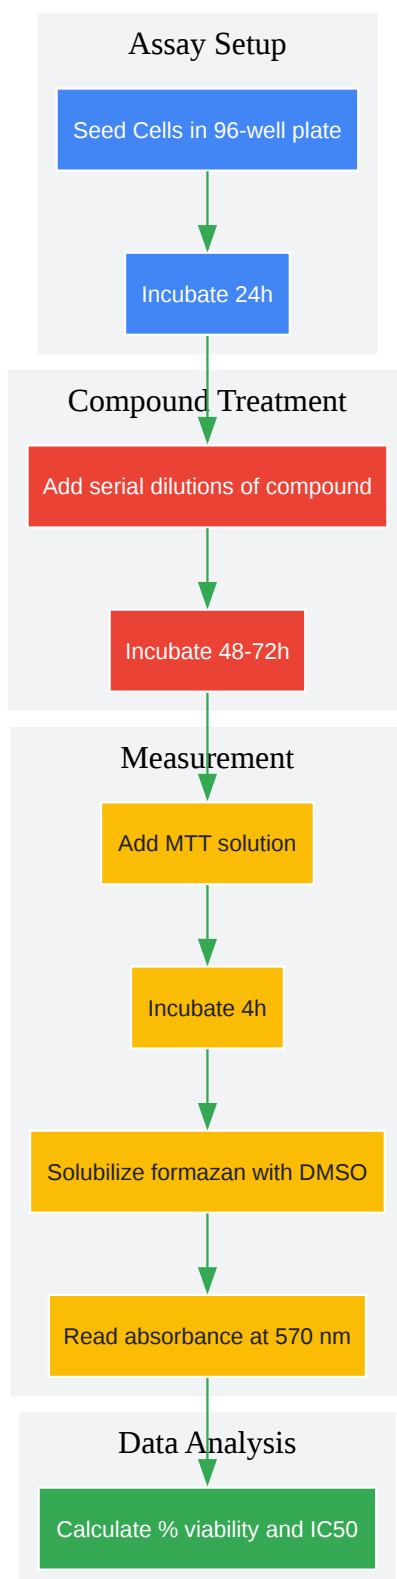 Assay Setup
Seed Cells in 96-well plate
Incubate 24h
Compound Treatment
Add serial dilutions of compound
Incubate 48-72h
Measurement
Add MTT solution
Incubate 4h
Solubilize formazan with DMSO
Read absorbance at 570 nm
Data Analysis
Calculate % viability and IC50